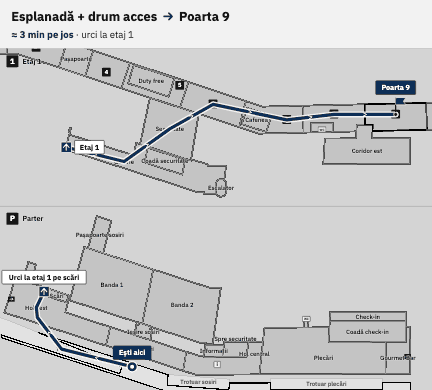 Esplanadă + drum acces → Poarta 9
≈ 3 min pe jos · urci la etaj 1
1 Etaj 1
Pașapoarte
4
Duty free
5
Poarta 9
Cafenea
Securitate
Etaj 1
Coadă securitate
Coridor est
Escalator
P Parter
Pașapoarte sosiri
Urci la etaj 1 pe scări
Banda 1
Scări
Hol vest
Banda 2
Ieșire sosiri
Ești aici
Spre securitate
Informații
Hol central
Check-in
Coadă check-in
Plecări
Gourmet Bar
Trotuar sosiri
Trotuar plecări